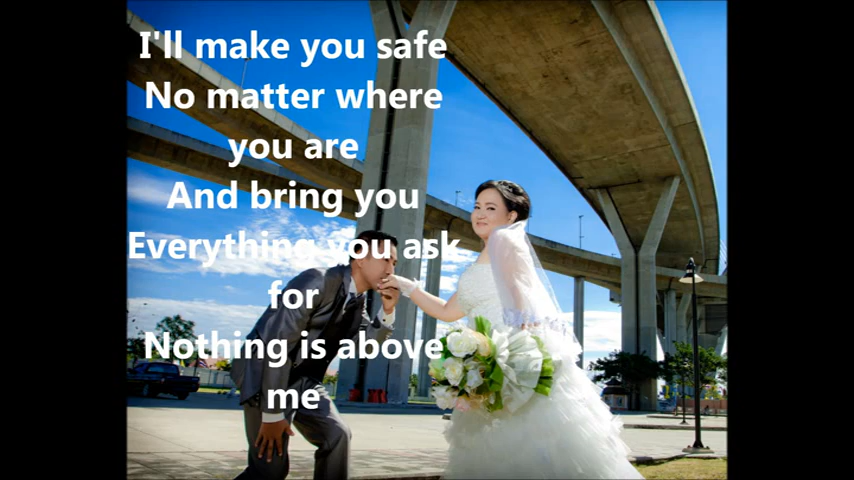 I'll make you safe
No matter where
you are
And bring you
Everything you ask
for
Nothing is above
me